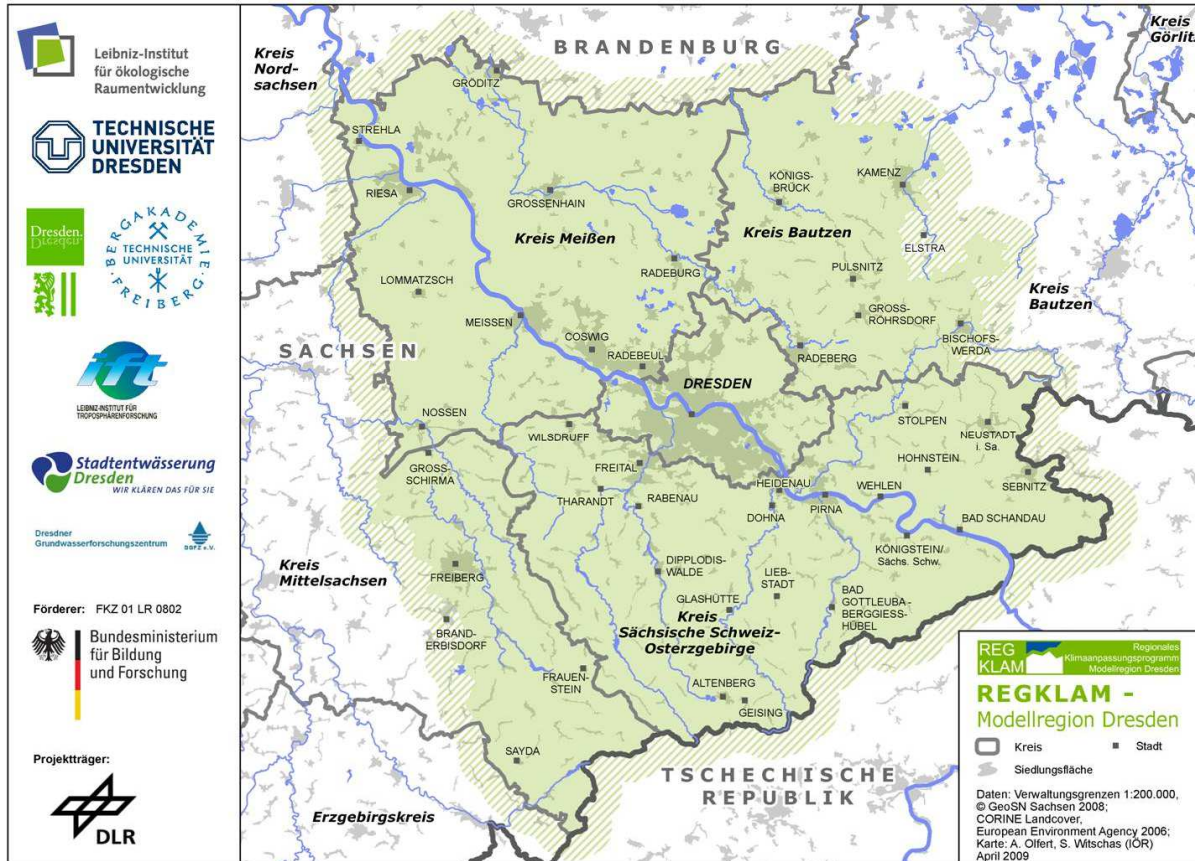 Leibniz-Institut
für ökologische
Raumentwicklung
TECHNISCHE
UNIVERSITÄT
DRESDEN
Dresden.
Dresden.
BERGAKADEMIE
TECHNISCHE
UNIVERSITÄT
FREIBERG
ift
LEIBNIZ-INSTITUT FÜR
TROPOSPHÄRENFORSCHUNG
Stadtentwässerung
Dresden
WIR KLÄREN DAS FÜR SIE
Dresdner
Grundwasserforschungszentrum
DGFZ e.V.
Förderer: FKZ 01 LR 0802
Bundesministerium
für Bildung
und Forschung
Projektträger:
DLR
Kreis
Nord-
sachsen
BRANDENBURG
Kreis
Görlitz
GRÖDITZ
STREHLA
RIESA
GROSSENHAIN
KÖNIGS-
BRÜCK
KAMENZ
Kreis Meißen
Kreis Bautzen
ELSTRA
RADEBURG
PULSNITZ
LOMMATZSCH
Kreis
Bautzen
MEISSEN
GROSS-
RÖHRSDORF
COSWIG
RADEBEUL
RADEBERG
BISCHOFS-
WERDA
SACHSEN
DRESDEN
NOSSEN
WILSDRUFF
STOLPEN
NEUSTADT
i. Sa.
GROSS-
SCHIRMA
FREITAL
HOHNSTEIN
SEBNITZ
THARANDT
RABENAU
HEIDENAU
DOHNA
PIRNA
WEHLEN
BAD SCHANDAU
KÖNIGSTEIN/
Sächs. Schw.
Kreis
Mittelsachsen
FREIBERG
DIPPLODIS-
WALDE
LIEB-
STADT
GLASHÜTTE
BAD
GOTTLEUBA-
BERGGIESS-
HÜBEL
BRAND-
ERBISDORF
Kreis
Sächsische Schweiz-
Osterzgebirge
FRAUEN-
STEIN
ALTENBERG
GEISING
SAYDA
TSCHECHISCHE
REPUBLIK
Erzgebirgskreis
REG
KLAM
Regionales
Klimaanpassungsprogramm
Modellregion Dresden
REGKLAM -
Modellregion Dresden
Kreis
Stadt
Siedlungsfläche
Daten: Verwaltungsgrenzen 1:200.000,
© GeoSN Sachsen 2008;
CORINE Landcover,
European Environment Agency 2006;
Karte: A. Olfert, S. Witschas (IÖR)
April 2009